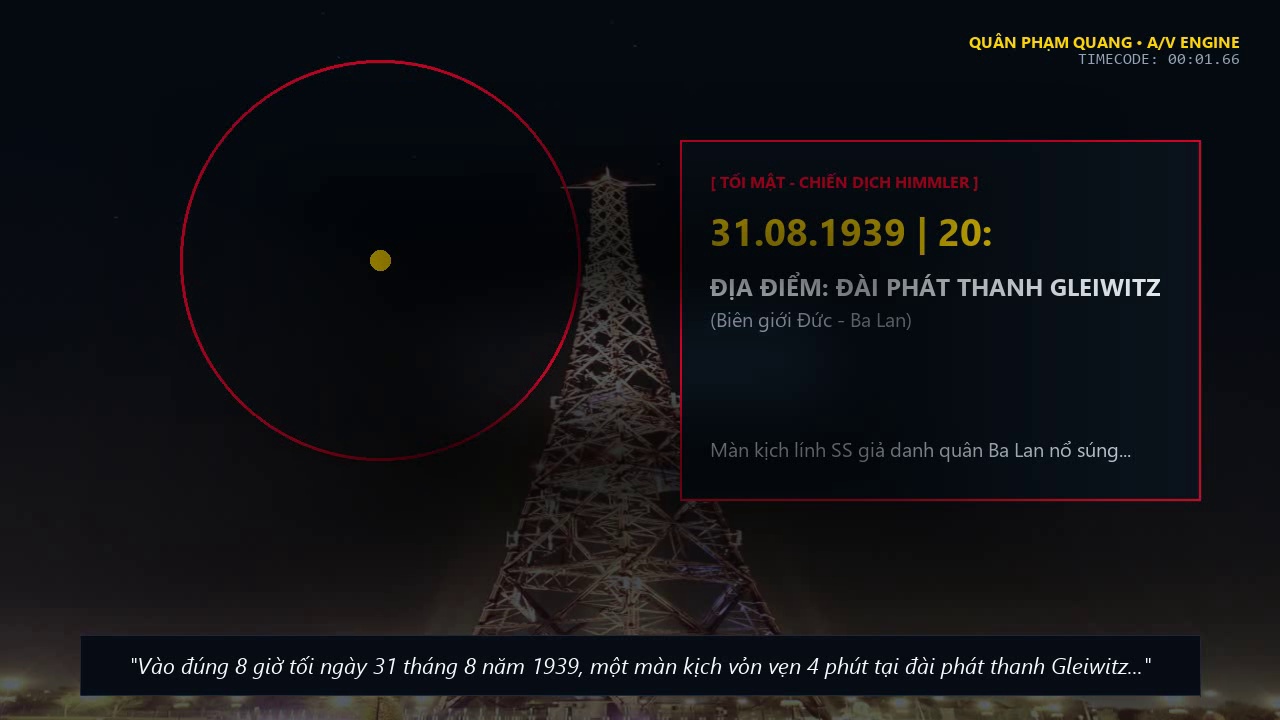 QUÂN PHẠM QUANG • A/V ENGINE
TIMECODE: 00:01.66
[ TỐI MẬT - CHIẾN DỊCH HIMMLER ]
31.08.1939 | 20:
ĐỊA ĐIỂM: ĐÀI PHÁT THANH GLEIWITZ
(Biên giới Đức - Ba Lan)
Màn kịch lính SS giả danh quân Ba Lan nổ súng...
"Vào đúng 8 giờ tối ngày 31 tháng 8 năm 1939, một màn kịch vỏn vẹn 4 phút tại đài phát thanh Gleiwitz..."